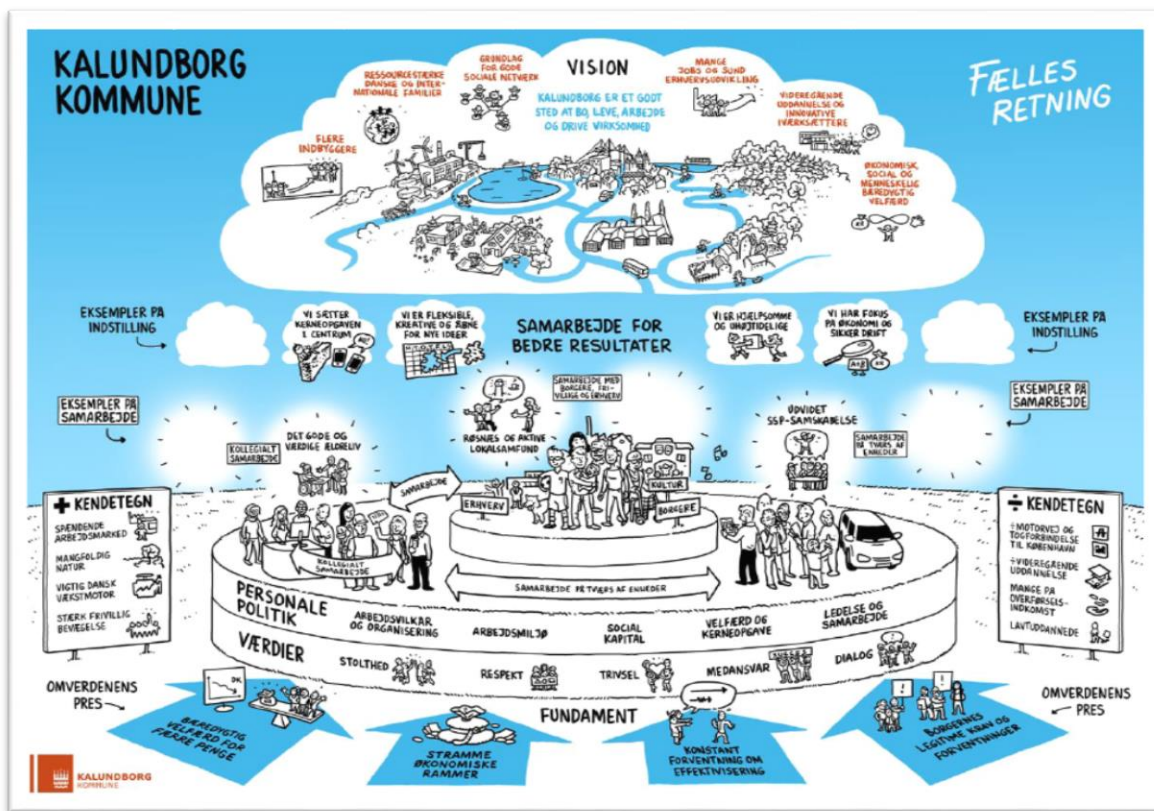 KALUNDBORG
KOMMUNE
FÆLLES
RETNING
VISION
KALUNDBORG ER ET GODT
STED AT BO, LEVE, ARBEJDE
OG DRIVE VIRKSOMHED
FLERE
INDBYGGERE
RESSOURCESTÆRKE
DANSKE OG INTER-
NATIONALE FAMILIER
GRUNDLAG
FOR GODE
SOCIALE NETVÆRK
MANGE
JOBS OG SUND
ERHVERVSUDVIKLING
VIDEREGÅENDE
UDDANNELSE OG
INNOVATIVE
IVÆRKSÆTTERE
ØKONOMISK,
SOCIAL OG
MENNESKELIG
BÆREDYGTIG
VELFÆRD
EKSEMPLER PÅ
INDSTILLING
VI SÆTTER
KERNEOPGAVEN
I CENTRUM
VI ER FLEKSIBLE,
KREATIVE OG ÅBNE
FOR NYE IDEER
SAMARBEJDE FOR
BEDRE RESULTATER
VI ER HJÆLPSOMME
OG UHØJTIDELIGE
VI HAR FOKUS
PÅ ØKONOMI OG
SIKKER DRIFT
EKSEMPLER PÅ
INDSTILLING
EKSEMPLER PÅ
SAMARBEJDE
KOLLEGIALT
SAMARBEJDE
DET GODE OG
VÆRDIGE ÆLDRELIV
RØSNÆS OG AKTIVE
LOKALSAMFUND
SAMARBEJDE MED
BORGERE, FRI-
VILLIGE OG ERHVERV
UDVIDET
SSP-SAMSKABELSE
SAMARBEJDE
PÅ TVÆRS AF
ENHEDER
EKSEMPLER PÅ
SAMARBEJDE
+ KENDETEGN
SPÆNDENDE
ARBEJDSMARKED
MANGFOLDIG
NATUR
VIGTIG DANSK
VÆKSTMOTOR
STÆRK FRIVILLIG
BEVÆGELSE
SAMARBEJDE
ERHVERV
KULTUR
BORGERE
KOLLEGIALT
SAMARBEJDE
SAMARBEJDE PÅ TVÆRS AF ENHEDER
÷ KENDETEGN
÷MOTORVEJ OG
TOGFORBINDELSE
TIL KØBENHAVN
÷VIDEREGÅENDE
UDDANNELSE
MANGE PÅ
OVERFØRSELS-
INDKOMST
LAVTUDDANNEDE
PERSONALE
POLITIK
ARBEJDSVILKÅR
OG ORGANISERING
ARBEJDSMILJØ
SOCIAL
KAPITAL
VELFÆRD OG
KERNEOPGAVE
LEDELSE OG
SAMARBEJDE
VÆRDIER
STOLTHED
RESPEKT
TRIVSEL
MEDANSVAR
DIALOG
FUNDAMENT
OMVERDENENS
PRES
DK
BÆREDYGTIG
VELFÆRD FOR
FÆRRE PENGE
STRAMME
ØKONOMISKE
RAMMER
KONSTANT
FORVENTNING OM
EFFEKTIVISERING
BORGERNES
LEGITIME KRAV OG
FORVENTNINGER
OMVERDENENS
PRES
KALUNDBORG
KOMMUNE